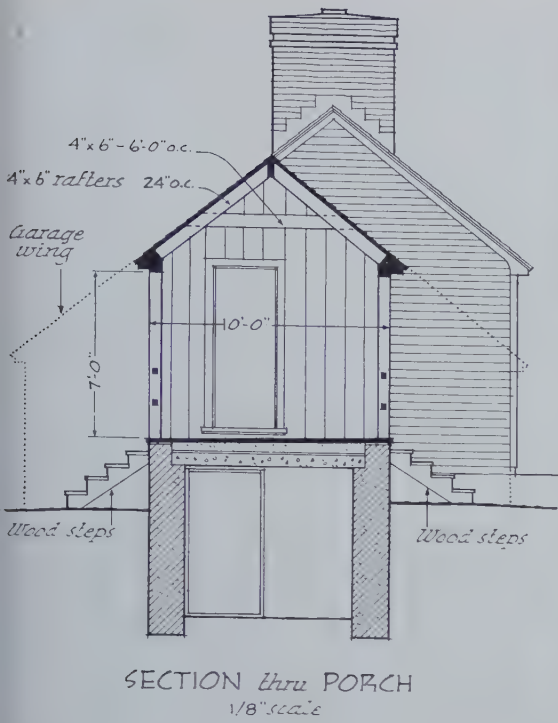 4"x 6" - 6'-0" o.c.
4"x 6" rafters 24" o.c.
Garage
wing
10'-0"
7'-0"
Wood steps
Wood steps
SECTION thru PORCH
1/8" scale